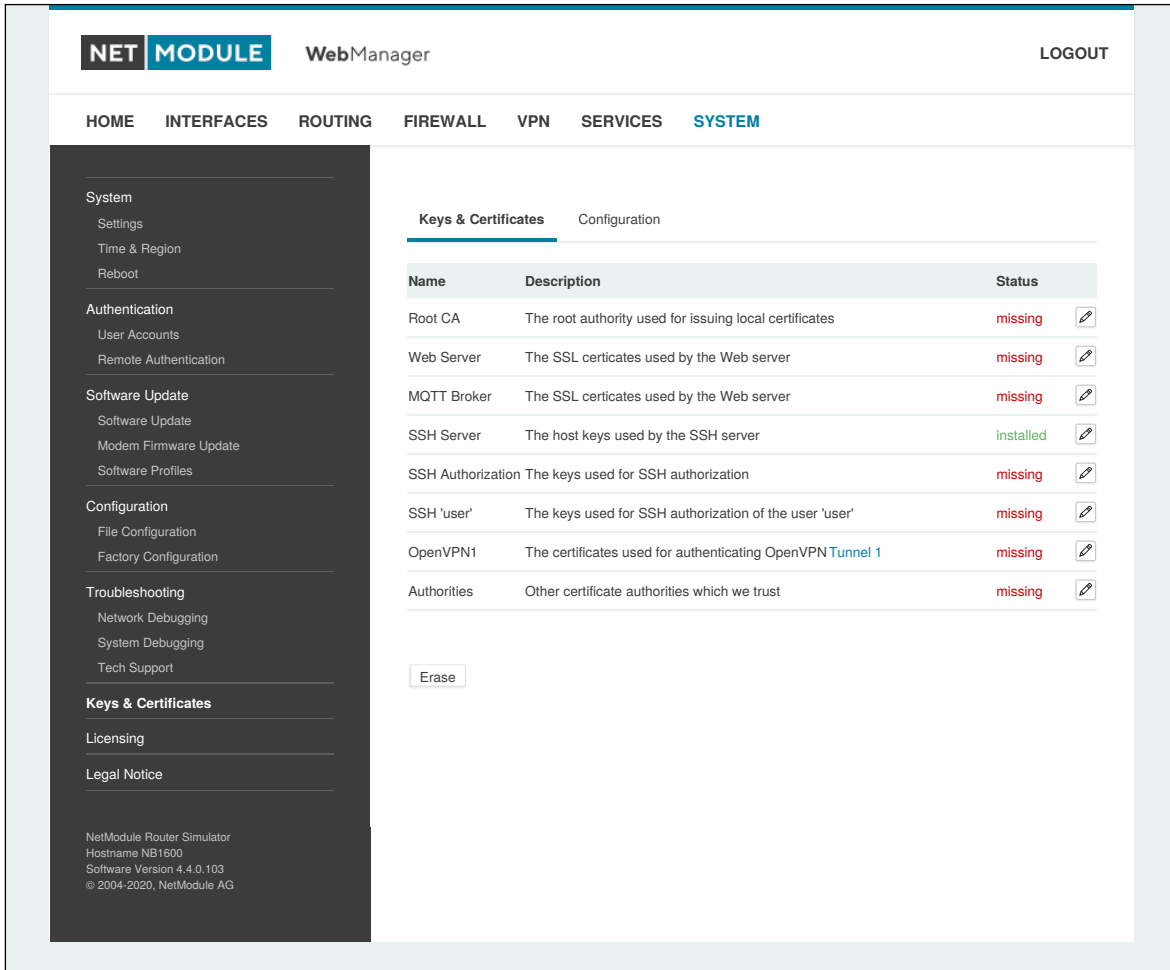 NET MODULE WebManager LOGOUT
HOME INTERFACES ROUTING FIREWALL VPN SERVICES SYSTEM
System
Settings
Time & Region
Reboot
Authentication
User Accounts
Remote Authentication
Software Update
Software Update
Modem Firmware Update
Software Profiles
Configuration
File Configuration
Factory Configuration
Troubleshooting
Network Debugging
System Debugging
Tech Support
Keys & Certificates
Licensing
Legal Notice
NetModule Router Simulator
Hostname NB1600
Software Version 4.4.0.103
© 2004-2020, NetModule AG
Keys & Certificates Configuration
Name Description Status
Root CA The root authority used for issuing local certificates missing
Web Server The SSL certicates used by the Web server missing
MQTT Broker The SSL certicates used by the Web server missing
SSH Server The host keys used by the SSH server installed
SSH Authorization The keys used for SSH authorization missing
SSH 'user' The keys used for SSH authorization of the user 'user' missing
OpenVPN1 The certificates used for authenticating OpenVPN Tunnel 1 missing
Authorities Other certificate authorities which we trust missing
Erase